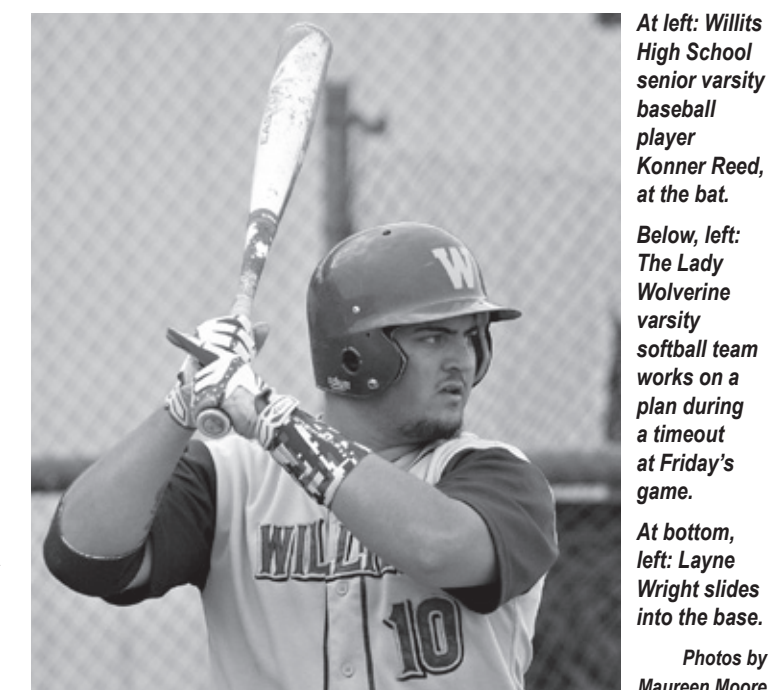 At left: Willits
High School
senior varsity
baseball
player
Konner Reed,
at the bat.
Below, left:
The Lady
Wolverine
varsity
softball team
works on a
plan during
a timeout
at Friday's
game.
At bottom,
left: Layne
Wright slides
into the base.
Photos by
Maureen Moore
W
10